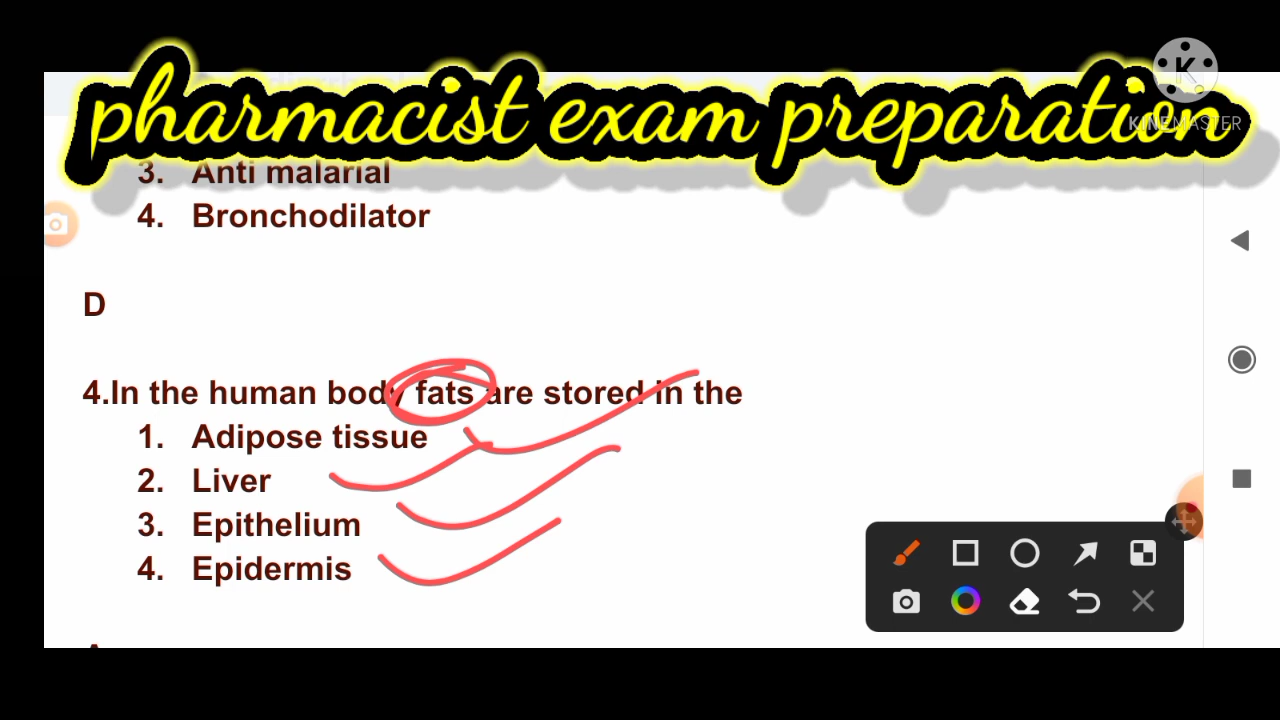 pharmacist exam preparation
KINEMASTER
3. Anti malarial
4. Bronchodilator
D
4.In the human body fats are stored in the
1. Adipose tissue
2. Liver
3. Epithelium
4. Epidermis